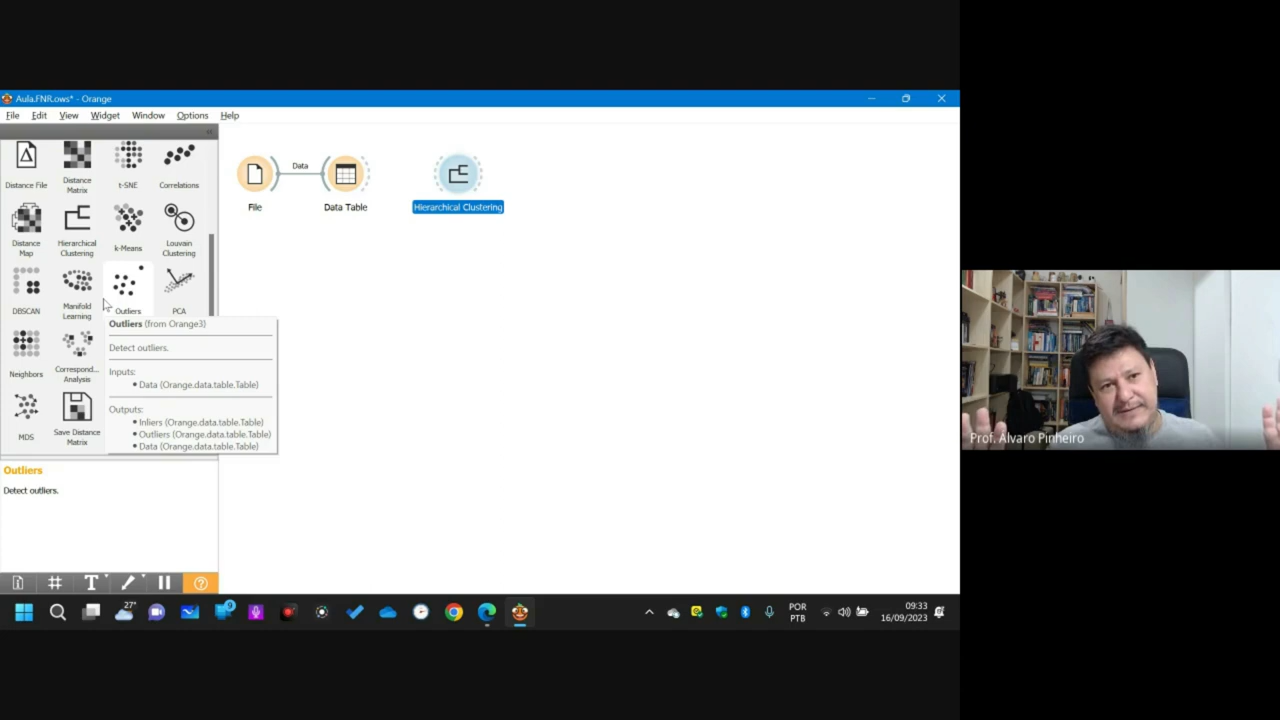 Aula.FNR.ows* - Orange
File Edit View Widget Window Options Help
Distance File
Distance Matrix
t-SNE
Correlations
Distance Map
Hierarchical Clustering
k-Means
Louvain Clustering
DBSCAN
Manifold Learning
Outliers
PCA
Neighbors
Correspond... Analysis
MDS
Save Distance Matrix
Outliers (from Orange3)
Detect outliers.
Inputs:
• Data (Orange.data.table.Table)
Outputs:
• Inliers (Orange.data.table.Table)
• Outliers (Orange.data.table.Table)
• Data (Orange.data.table.Table)
Data
File
Data Table
Hierarchical Clustering
Outliers
Detect outliers.
Prof. Alvaro Pinheiro
27°
POR
PTB
09:33
16/09/2023